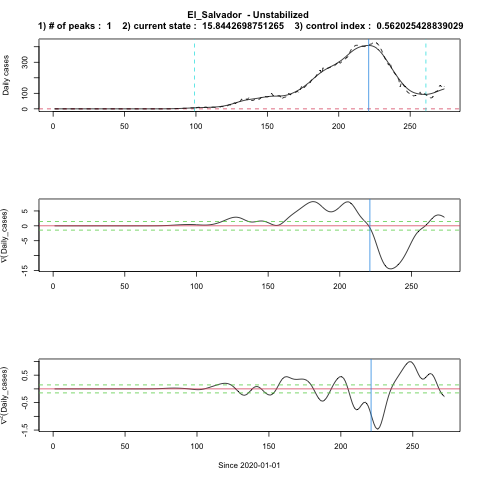 El_Salvador - Unstabilized
1) # of peaks : 1 2) current state : 15.8442698751265 3) control index : 0.562025428839029
Daily cases
300
100
0
0 50 100 150 200 250
∇(Daily_cases)
5
0
-5
-15
0 50 100 150 200 250
∇²(Daily_cases)
0.5
-0.5
-1.5
0 50 100 150 200 250
Since 2020-01-01